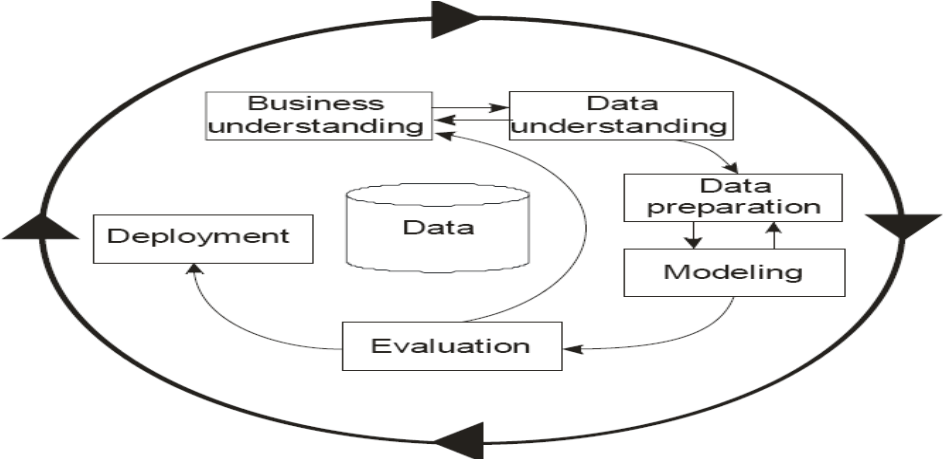 Business
understanding
Data
understanding
Data
preparation
Data
Deployment
Modeling
Evaluation